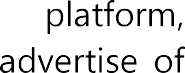 platform,
advertise of